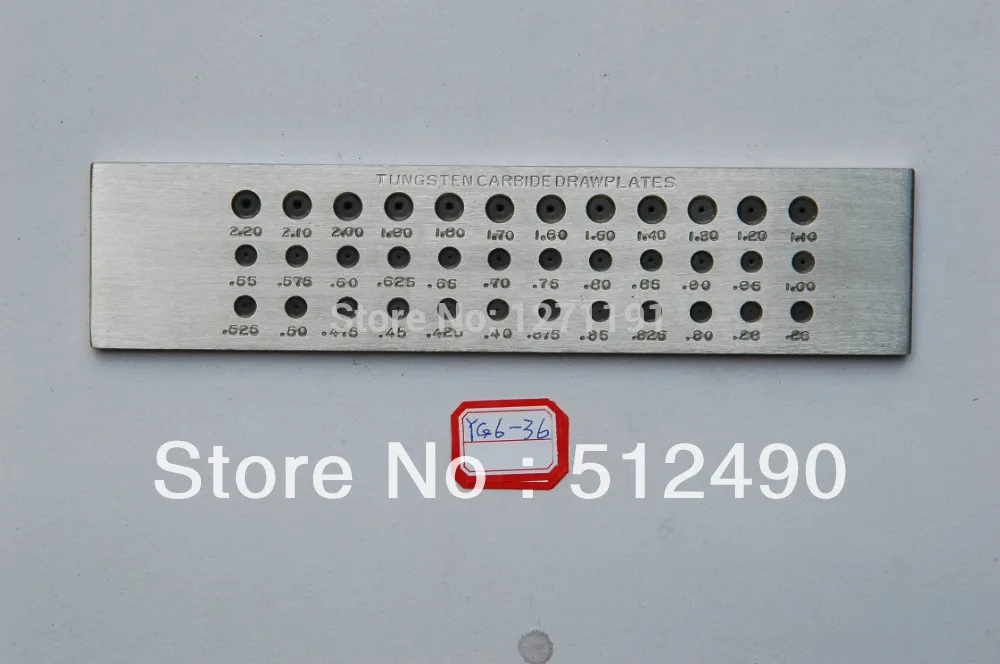 TUNGSTEN CARBIDE DRAWPLATES
2.20 2.10 2.00 1.90 1.80 1.70 1.60 1.50 1.40 1.30 1.20 1.10
.55 .575 .60 .625 .65 .70 .75 .80 .85 .90 .95 1.00
.525 .50 .475 .45 .425 .40 .375 .35 .325 .30 .28 .26
Store No: 1271191
YG6-36
Store No : 512490